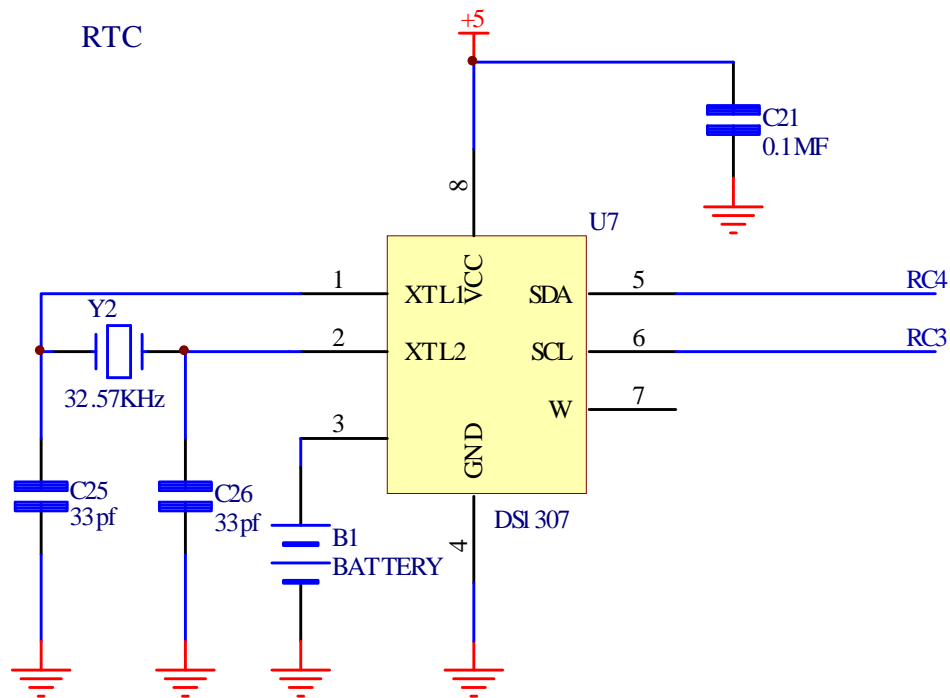 RTC
+5
C21
0.1MF
8
U7
1
XTL1
VCC
SDA
5
RC4
Y2
2
XTL2
SCL
6
RC3
32.57KHz
W
7
3
GND
C25
33pf
C26
33pf
DS1307
4
B1
BATTERY